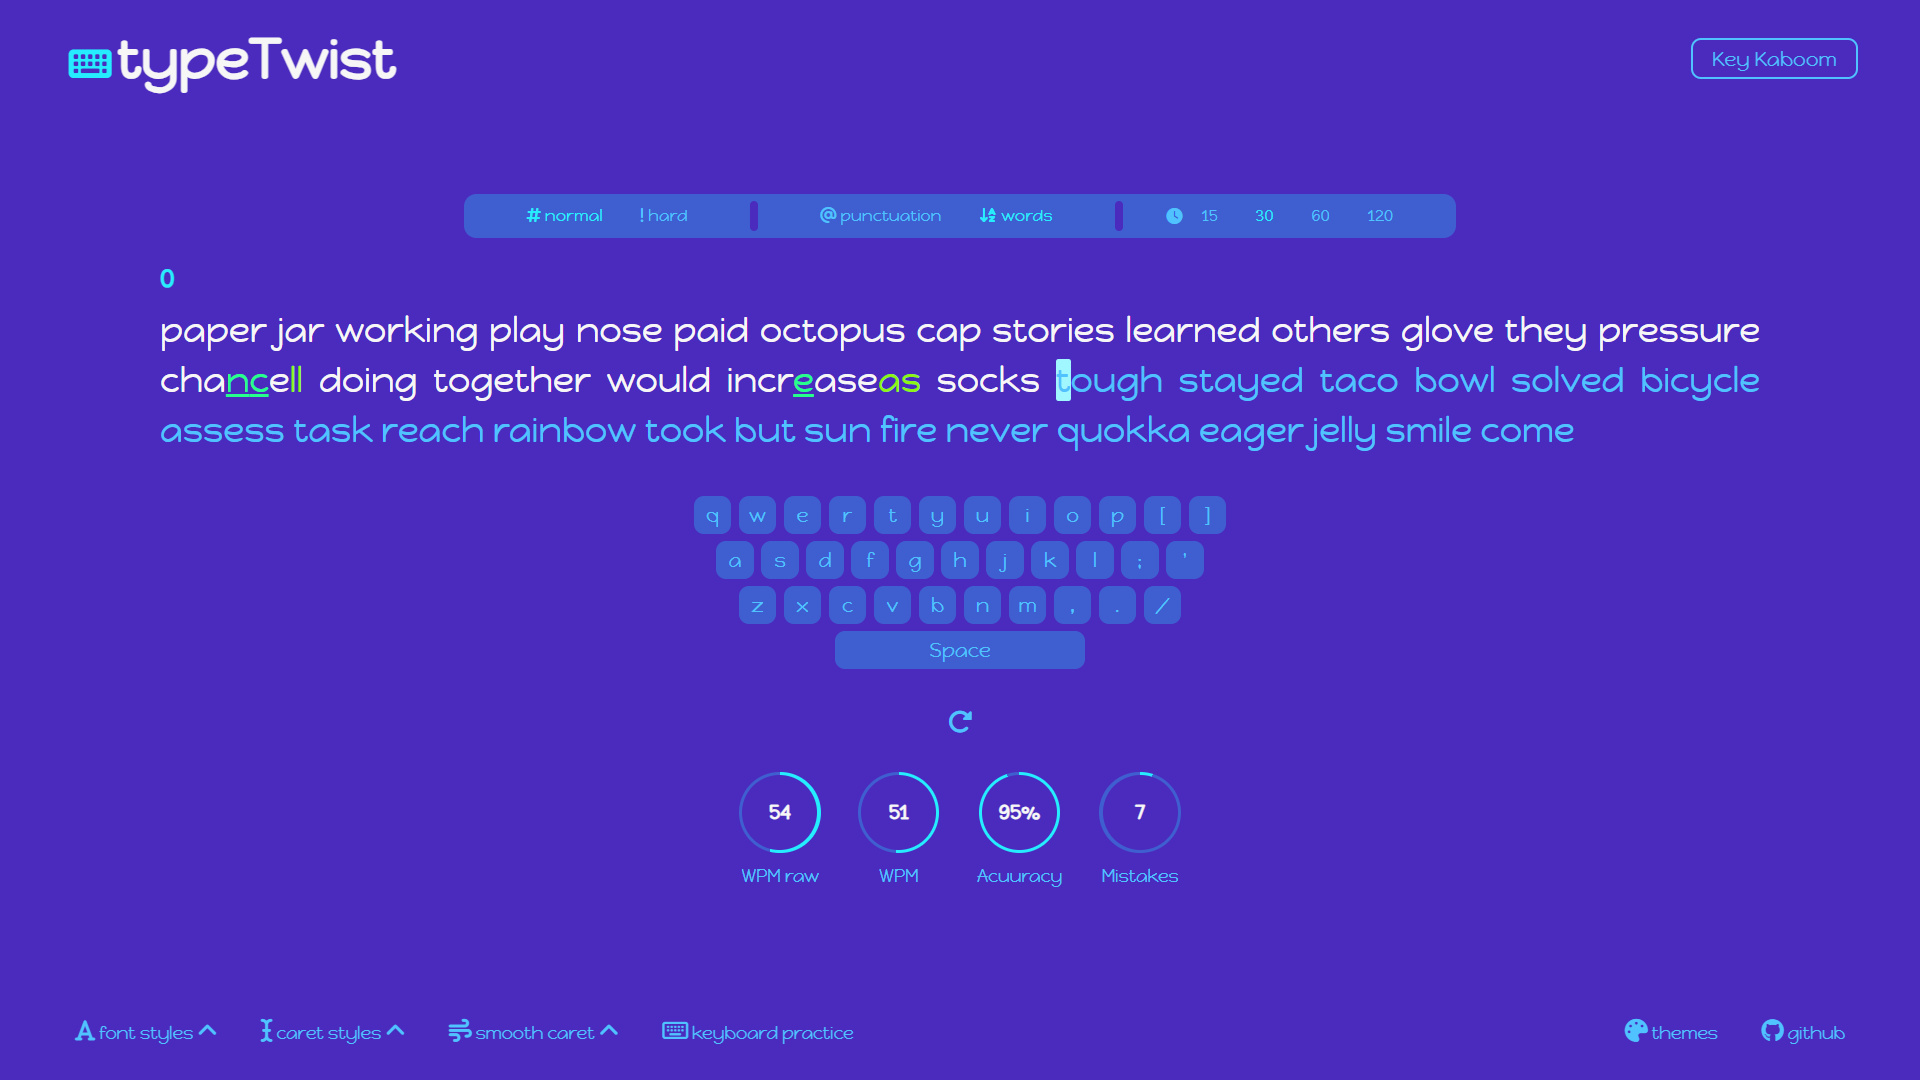 typeTwist
Key Kaboom
# normal ! hard @ punctuation words 15 30 60 120
0
paper jar working play nose paid octopus cap stories learned others glove they pressure
chancell doing together would increaseas socks tough stayed taco bowl solved bicycle
assess task reach rainbow took but sun fire never quokka eager jelly smile come
q w e r t y u i o p [ ]
a s d f g h j k l ; '
z x c v b n m , . /
Space
54 51 95% 7
WPM raw WPM Acuuracy Mistakes
font styles caret styles smooth caret keyboard practice themes github